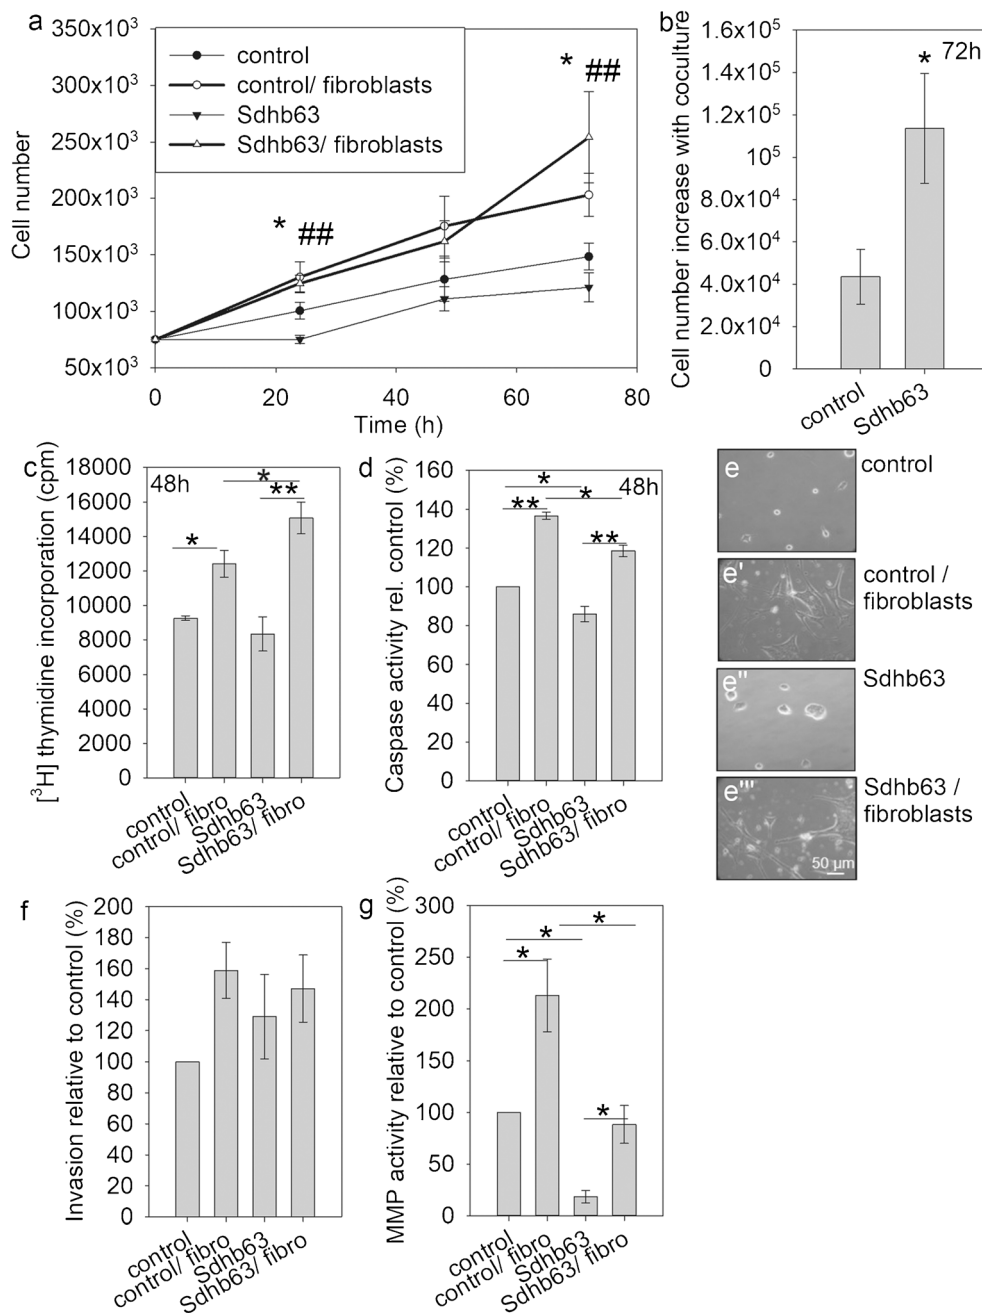 a
350x10³
300x10³
250x10³
200x10³
150x10³
100x10³
50x10³
Cell number
control
control/ fibroblasts
Sdhb63
Sdhb63/ fibroblasts
* ##
* ##
0 20 40 60 80
Time (h)
b
1.6x10⁵
1.4x10⁵
1.2x10⁵
10⁵
8.0x10⁴
6.0x10⁴
4.0x10⁴
2.0x10⁴
0
Cell number increase with coculture
* 72h
control
Sdhb63
c
18000
16000
14000
12000
10000
8000
6000
4000
2000
0
[³H] thymidine incorporation (cpm)
48h
*
**
*
control
control/ fibro
Sdhb63
Sdhb63/ fibro
d
160
140
120
100
80
60
40
20
0
Caspase activity rel. control (%)
48h
*
*
**
**
control
control/ fibro
Sdhb63
Sdhb63/ fibro
e
control
e'
control /
fibroblasts
e''
Sdhb63
e'''
Sdhb63 /
fibroblasts
50 µm
f
200
180
160
140
120
100
80
60
40
20
0
Invasion relative to control (%)
control
control/ fibro
Sdhb63
Sdhb63/ fibro
g
300
250
200
150
100
50
0
MMP activity relative to control (%)
*
*
*
*
control
control/ fibro
Sdhb63
Sdhb63/ fibro